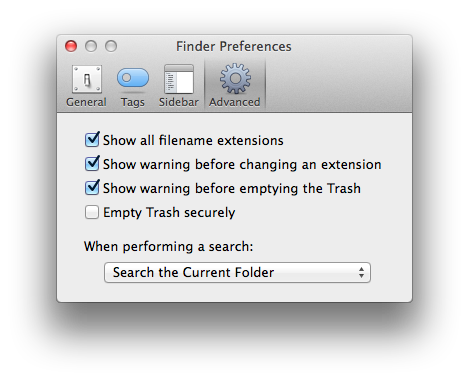 Finder Preferences
General Tags Sidebar Advanced
Show all filename extensions
Show warning before changing an extension
Show warning before emptying the Trash
Empty Trash securely
When performing a search:
Search the Current Folder